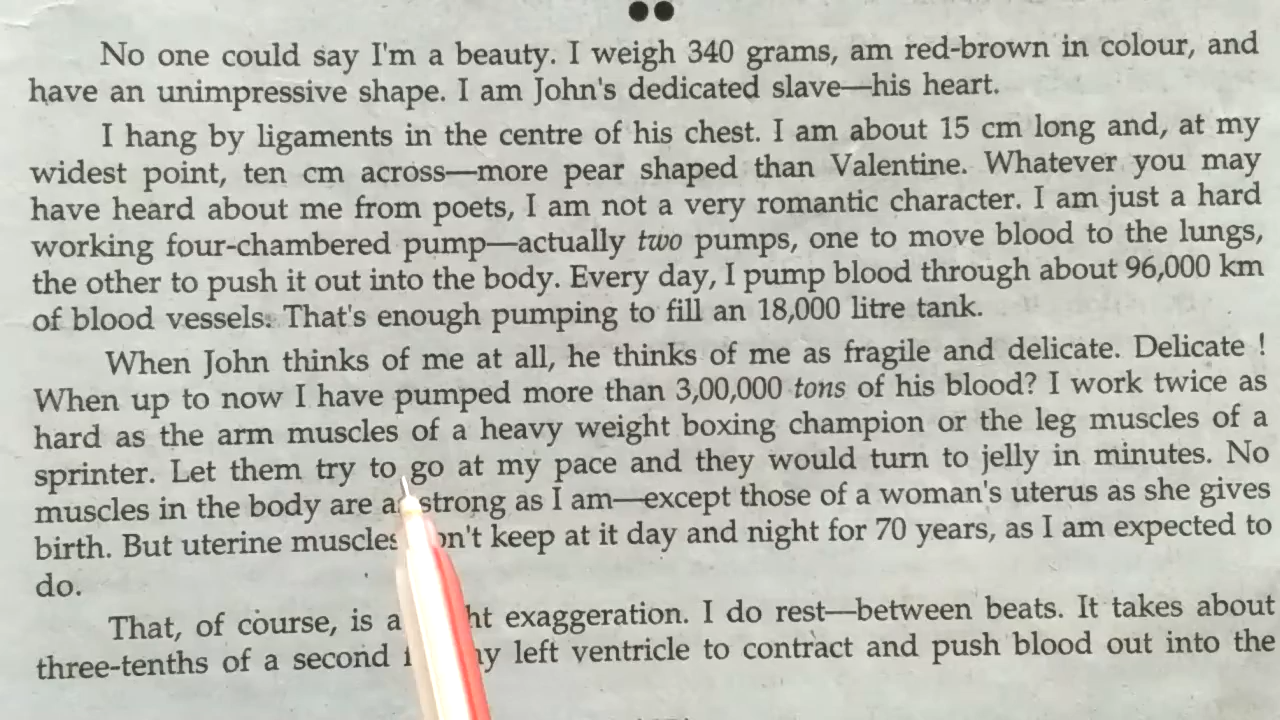 No one could say I'm a beauty. I weigh 340 grams, am red-brown in colour, and
have an unimpressive shape. I am John's dedicated slave—his heart.
I hang by ligaments in the centre of his chest. I am about 15 cm long and, at my
widest point, ten cm across—more pear shaped than Valentine. Whatever you may
have heard about me from poets, I am not a very romantic character. I am just a hard
working four-chambered pump—actually two pumps, one to move blood to the lungs,
the other to push it out into the body. Every day, I pump blood through about 96,000 km
of blood vessels. That's enough pumping to fill an 18,000 litre tank.
When John thinks of me at all, he thinks of me as fragile and delicate. Delicate !
When up to now I have pumped more than 3,00,000 tons of his blood? I work twice as
hard as the arm muscles of a heavy weight boxing champion or the leg muscles of a
sprinter. Let them try to go at my pace and they would turn to jelly in minutes. No
muscles in the body are as strong as I am—except those of a woman's uterus as she gives
birth. But uterine muscles don't keep at it day and night for 70 years, as I am expected to
do.
That, of course, is a exaggeration. I do rest—between beats. It takes about
three-tenths of a second my left ventricle to contract and push blood out into the